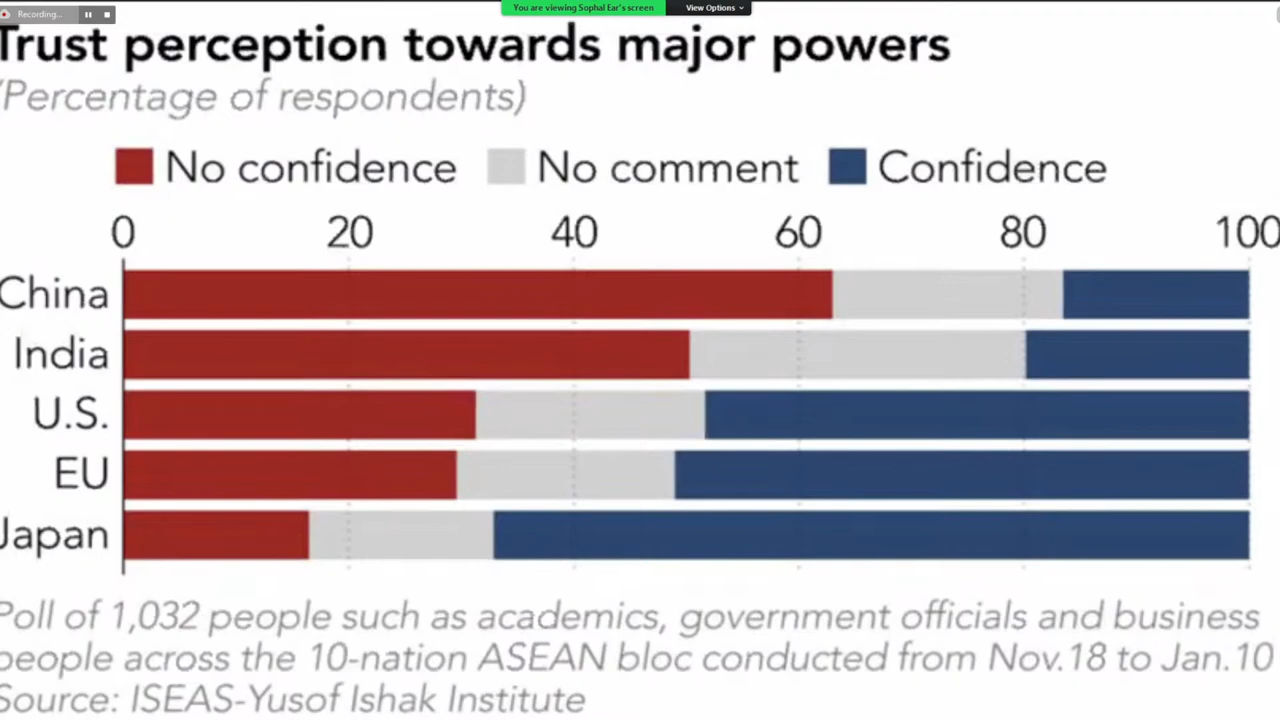 Recording...
You are viewing Sophal Ear's screen
View Options
Trust perception towards major powers
(Percentage of respondents)
No confidence
No comment
Confidence
0 20 40 60 80 100
China
India
U.S.
EU
Japan
Poll of 1,032 people such as academics, government officials and business
people across the 10-nation ASEAN bloc conducted from Nov.18 to Jan.10
Source: ISEAS-Yusof Ishak Institute